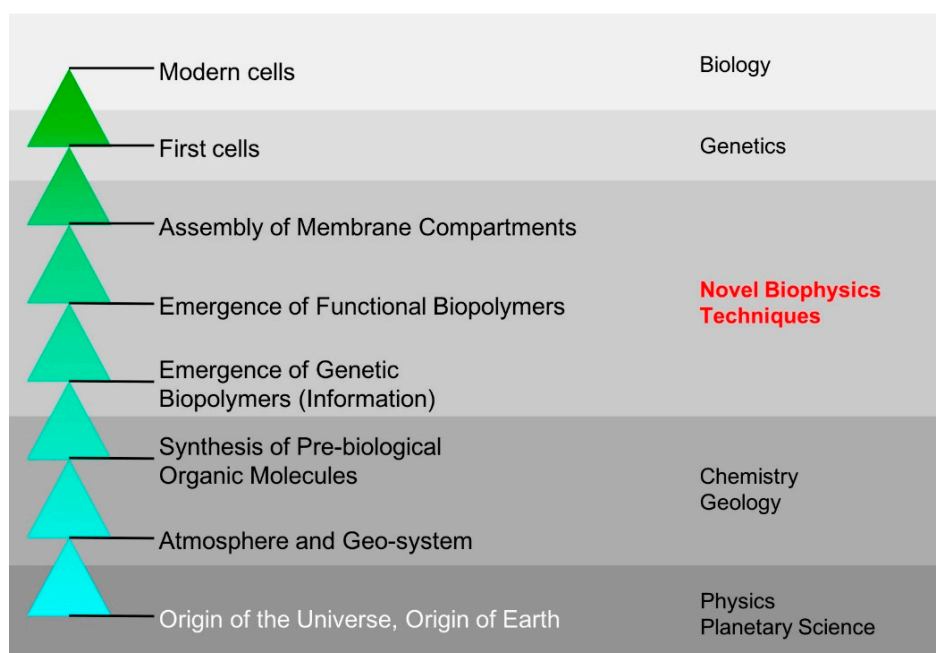 Modern cells
Biology
First cells
Genetics
Assembly of Membrane Compartments
Emergence of Functional Biopolymers
Novel Biophysics
Techniques
Emergence of Genetic
Biopolymers (Information)
Synthesis of Pre-biological
Organic Molecules
Chemistry
Geology
Atmosphere and Geo-system
Origin of the Universe, Origin of Earth
Physics
Planetary Science